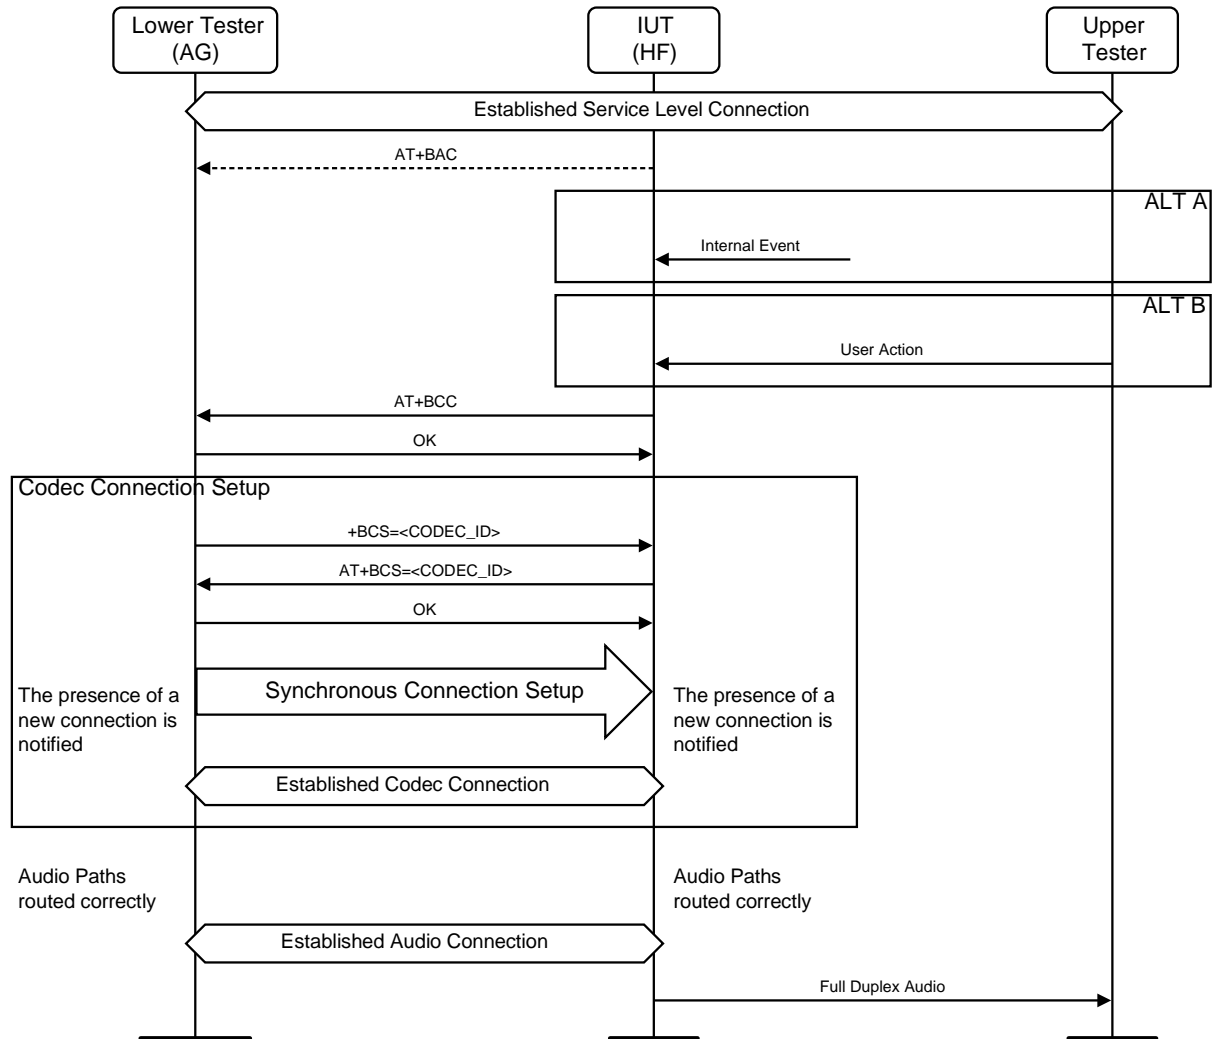 Lower Tester
(AG)
IUT
(HF)
Upper
Tester
Established Service Level Connection
AT+BAC
ALT A
Internal Event
ALT B
User Action
AT+BCC
OK
Codec Connection Setup
+BCS=<CODEC_ID>
AT+BCS=<CODEC_ID>
OK
Synchronous Connection Setup
The presence of a
new connection is
notified
The presence of a
new connection is
notified
Established Codec Connection
Audio Paths
routed correctly
Audio Paths
routed correctly
Established Audio Connection
Full Duplex Audio